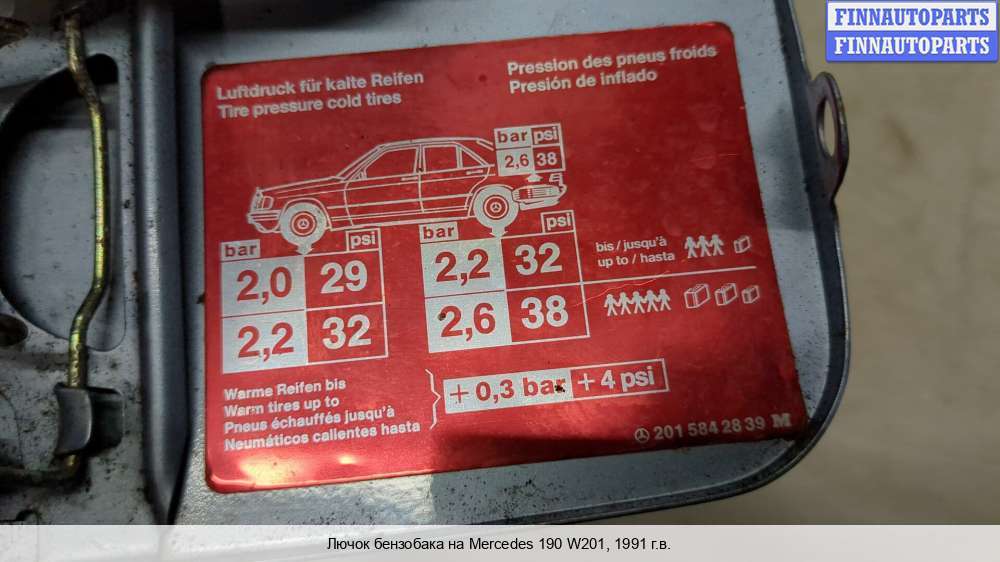 FINNAUTOPARTS
FINNAUTOPARTS
Luftdruck für kalte Reifen
Tire pressure cold tires
Pression des pneus froids
Presión de inflado
bar psi
2,6 38
bar psi
2,0 29
2,2 32
bar psi
2,2 32
2,6 38
bis / jusqu'à
up to / hasta
Warme Reifen bis
Warm tires up to
Pneus échauffés jusqu'à
Neumáticos calientes hasta
+ 0,3 bar + 4 psi
201 584 28 39 M
Лючок бензобака на Mercedes 190 W201, 1991 г.в.